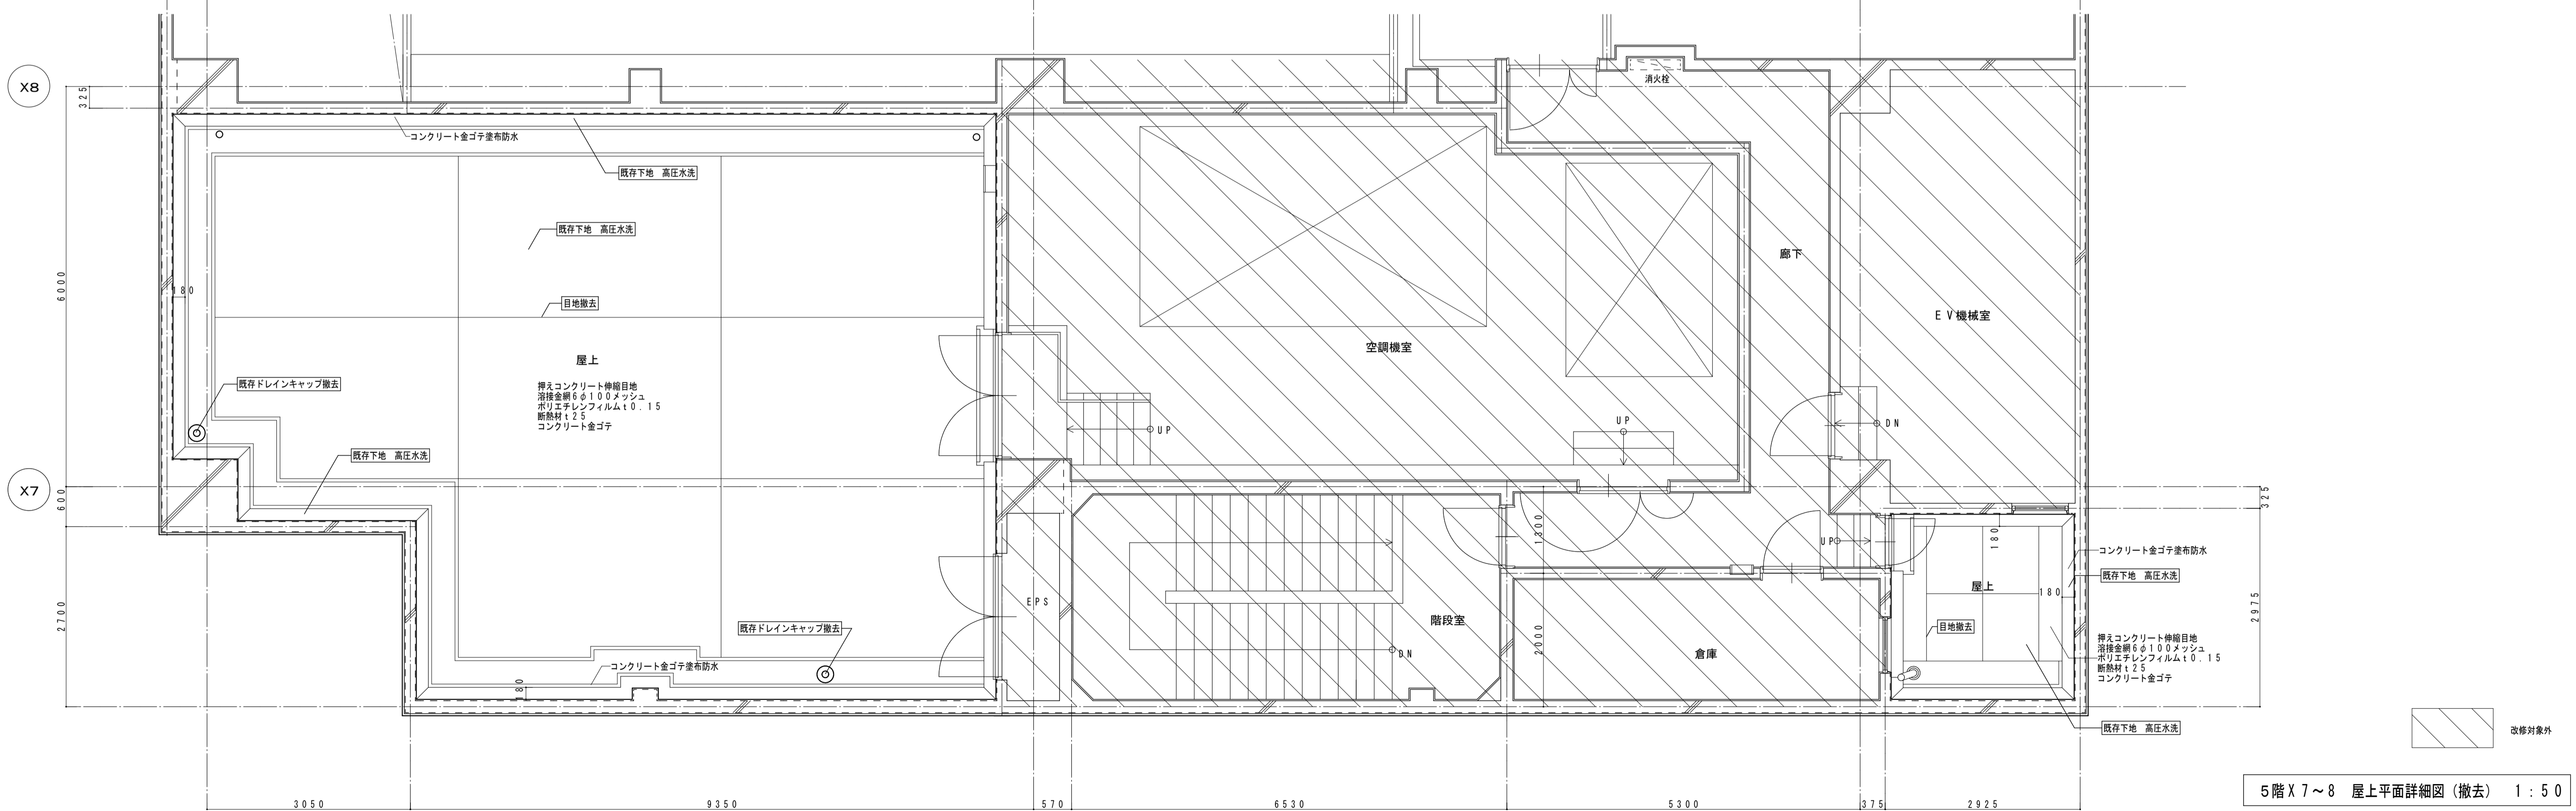 X8
325
消火栓
コンクリート金ゴテ塗布防水
既存下地 高圧水洗
既存下地 高圧水洗
廊下
6000
180
目地撤去
EV機械室
空調機室
屋上
既存ドレインキャップ撤去
押えコンクリート伸縮目地
溶接金網6φ100メッシュ
ポリエチレンフィルムt0.15
断熱材t25
コンクリート金ゴテ
UP
UP
DN
既存下地 高圧水洗
X7
600
325
1300
180
UP
コンクリート金ゴテ塗布防水
既存下地 高圧水洗
屋上
180
EPS
2700
2975
階段室
既存ドレインキャップ撤去
目地撤去
2000
DN
倉庫
押えコンクリート伸縮目地
溶接金網6φ100メッシュ
ポリエチレンフィルムt0.15
断熱材t25
コンクリート金ゴテ
コンクリート金ゴテ塗布防水
180
既存下地 高圧水洗
改修対象外
3050
9350
570
6530
5300
375
2925
5階X7~8 屋上平面詳細図(撤去) 1:50